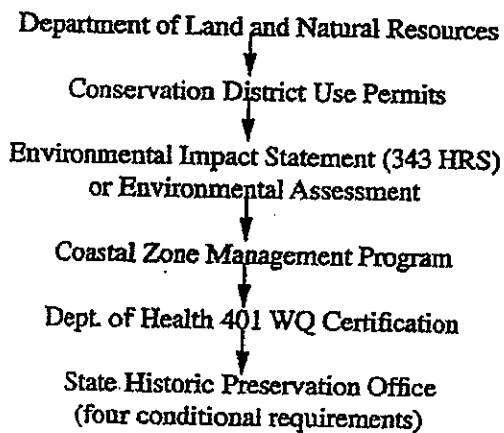 Department of Land and Natural Resources
Conservation District Use Permits
Environmental Impact Statement (343 HRS)
or Environmental Assessment
Coastal Zone Management Program
Dept. of Health 401 WQ Certification
State Historic Preservation Office
(four conditional requirements)